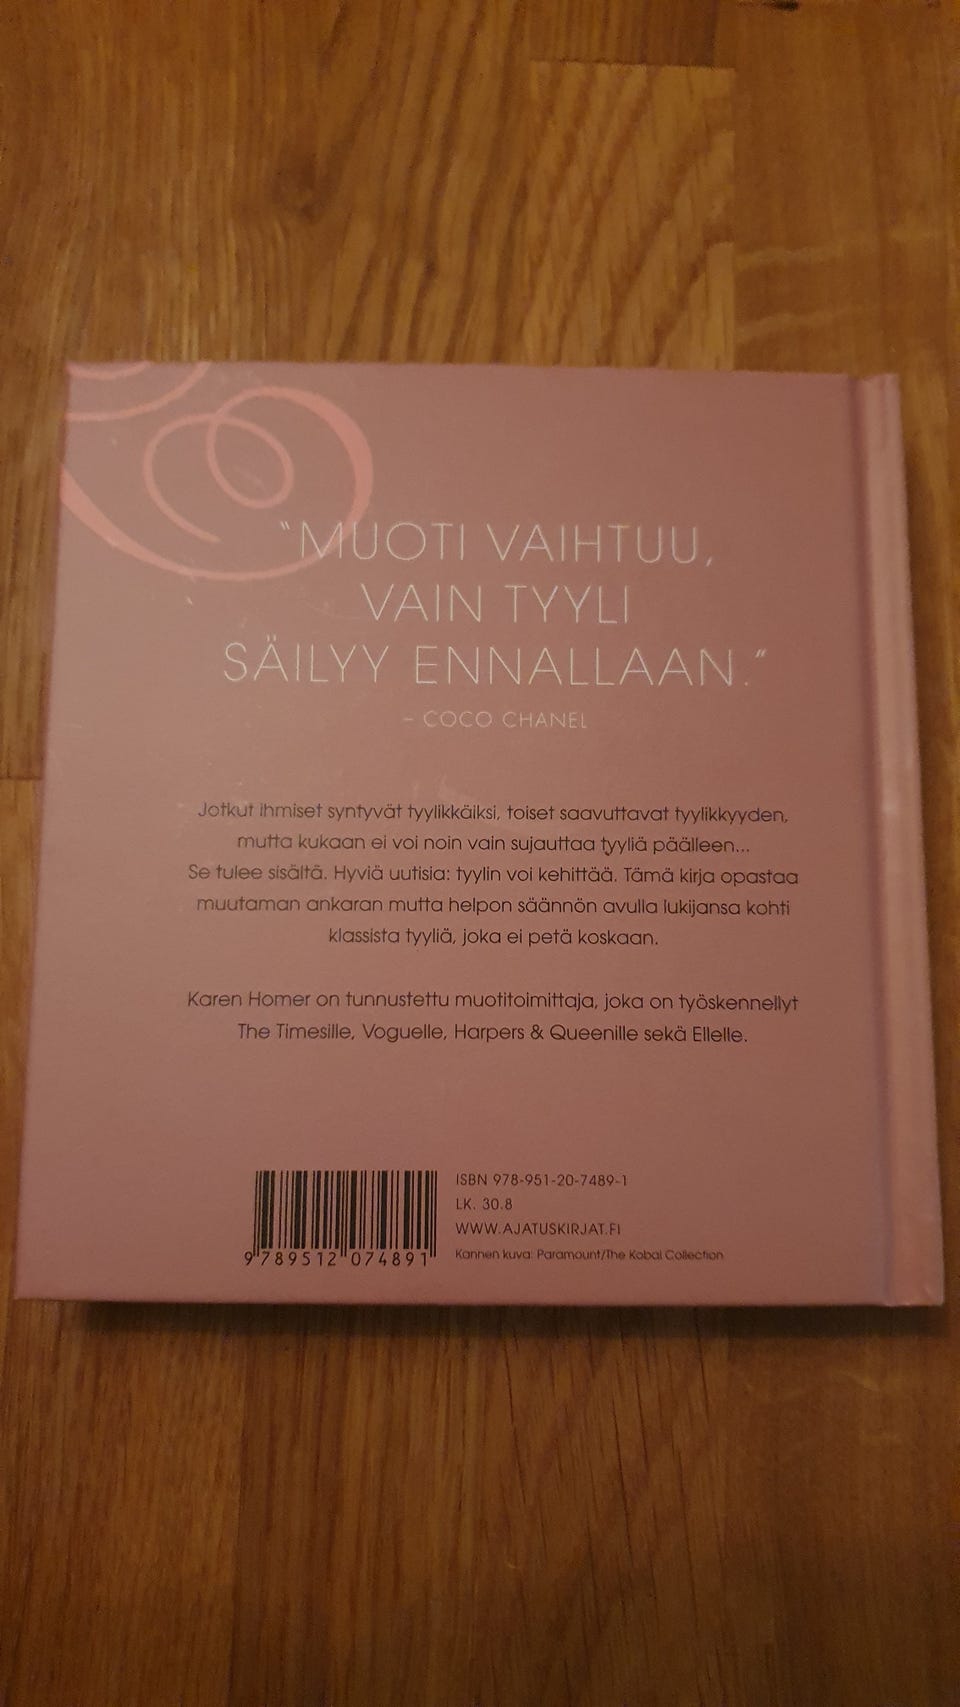 “MUOTI VAIHTUU,
VAIN TYYLI
SÄILYY ENNALLAAN.”
– COCO CHANEL
Jotkut ihmiset syntyvät tyylikkäiksi, toiset saavuttavat tyylikkyyden,
mutta kukaan ei voi noin vain sujauttaa tyyliä päälleen...
Se tulee sisältä. Hyviä uutisia: tyylin voi kehittää. Tämä kirja opastaa
muutaman ankaran mutta helpon säännön avulla lukijansa kohti
klassista tyyliä, joka ei petä koskaan.
Karen Homer on tunnustettu muotitoimittaja, joka on työskennellyt
The Timesille, Voguelle, Harpers & Queenille sekä Ellelle.
ISBN 978-951-20-7489-1
LK. 30.8
WWW.AJATUSKIRJAT.FI
Kannen kuva: Paramount/The Kobal Collection
9 789512 074891